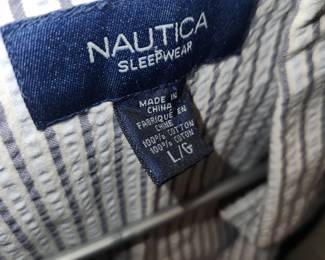 NAUTICA
SLEEPWEAR
MADE IN
CHINA
FABRIQUÉ EN
CHINE
100% COTTON
100% COTON
L/G